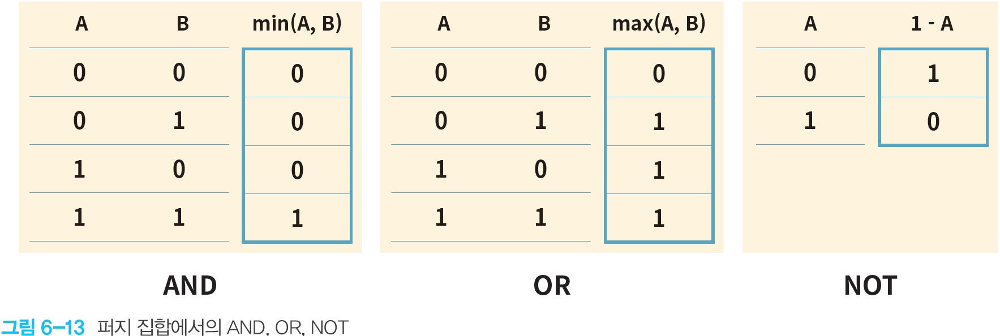 A B min(A, B)
0 0 0
0 1 0
1 0 0
1 1 1
AND
A B max(A, B)
0 0 0
0 1 1
1 0 1
1 1 1
OR
A 1 - A
0 1
1 0
NOT
그림 6-13 퍼지 집합에서의 AND, OR, NOT